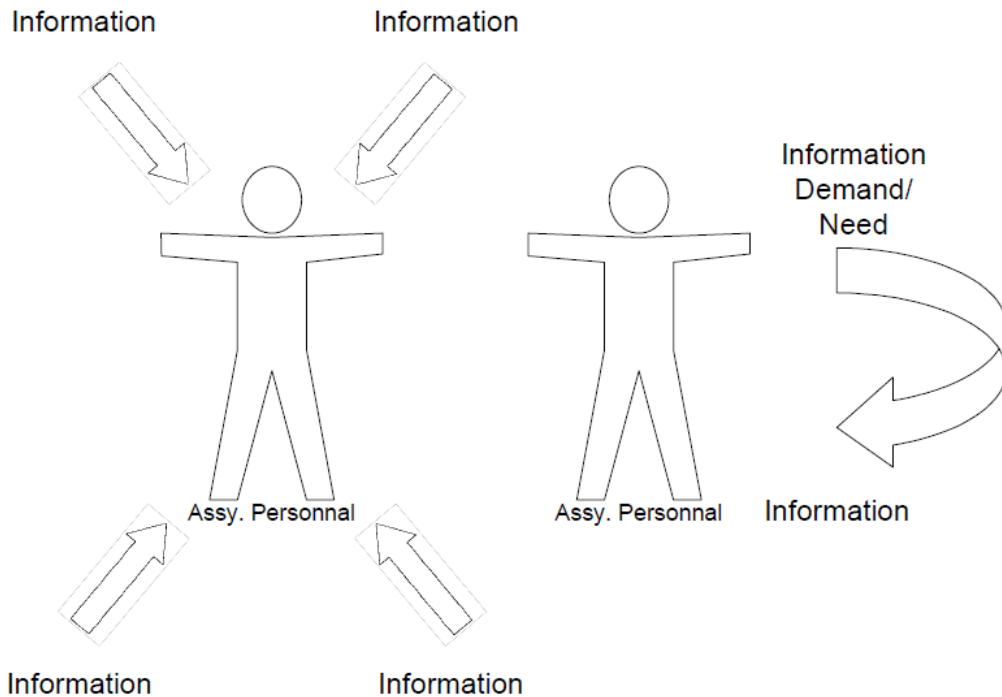 Information
Information
Information
Demand/
Need
Assy. Personnal
Assy. Personnal
Information
Information
Information